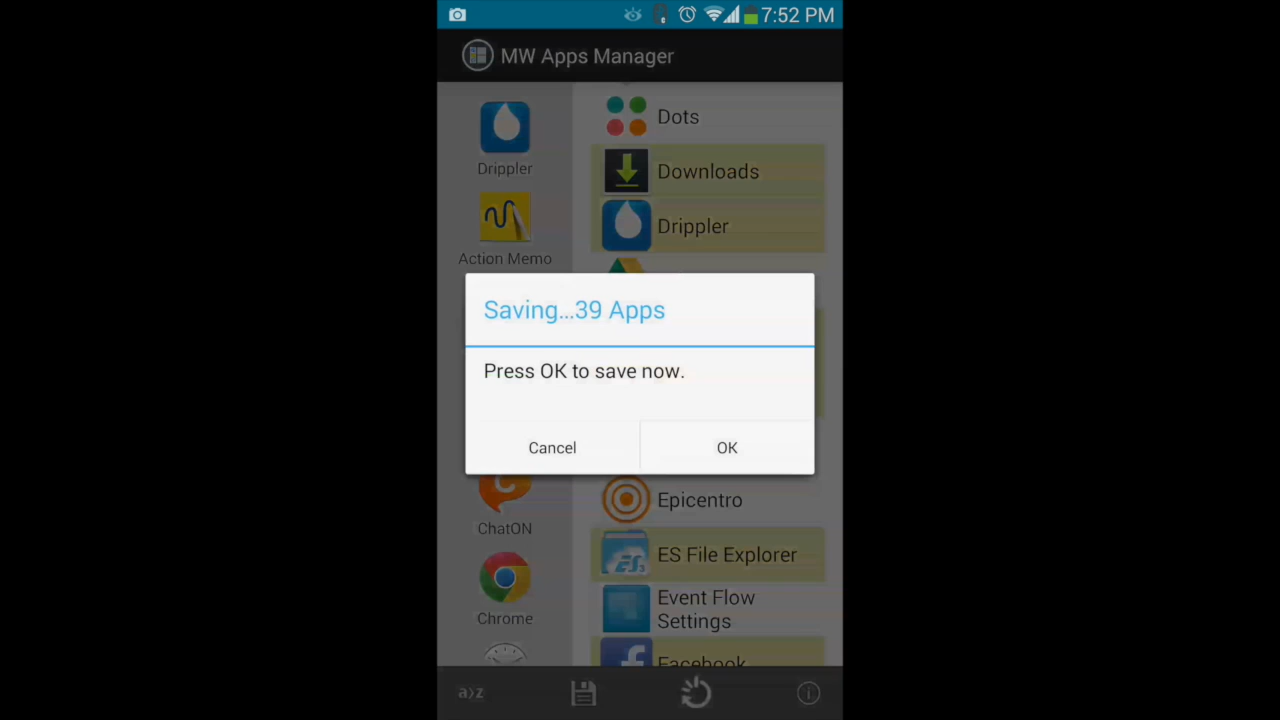 7:52 PM
MW Apps Manager
Drippler
Action Memo
ChatON
Chrome
Dots
Downloads
Drippler
Saving...39 Apps
Press OK to save now.
Cancel
OK
Epicentro
ES File Explorer
Event Flow
Settings
Facebook
a›z